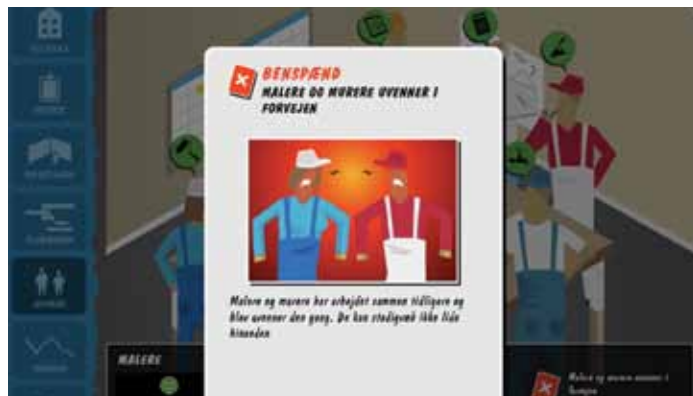 BENSPÆND
MALERE OG MURERE UVENNER I
FORVEJEN
Malere og murere har arbejdet sammen tidligere og
blev uvenner den gang. De kan stadigvæk ikke lide
hinanden
MALERE
Malere og murere uvenner i
forvejen